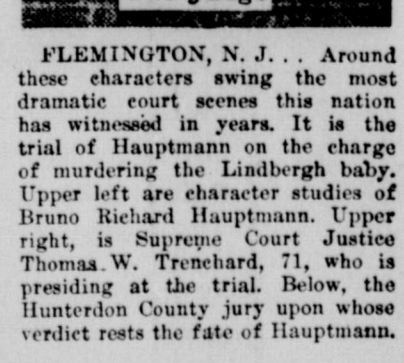 FLEMINGTON, N. J. . . Around
these characters swing the most
dramatic court scenes this nation
has witnessed in years. It is the
trial of Hauptmann on the charge
of murdering the Lindbergh baby.
Upper left are character studies of
Bruno Richard Hauptmann. Upper
right, is Supreme Court Justice
Thomas W. Trenchard, 71, who is
presiding at the trial. Below, the
Hunterdon County jury upon whose
verdict rests the fate of Hauptmann.